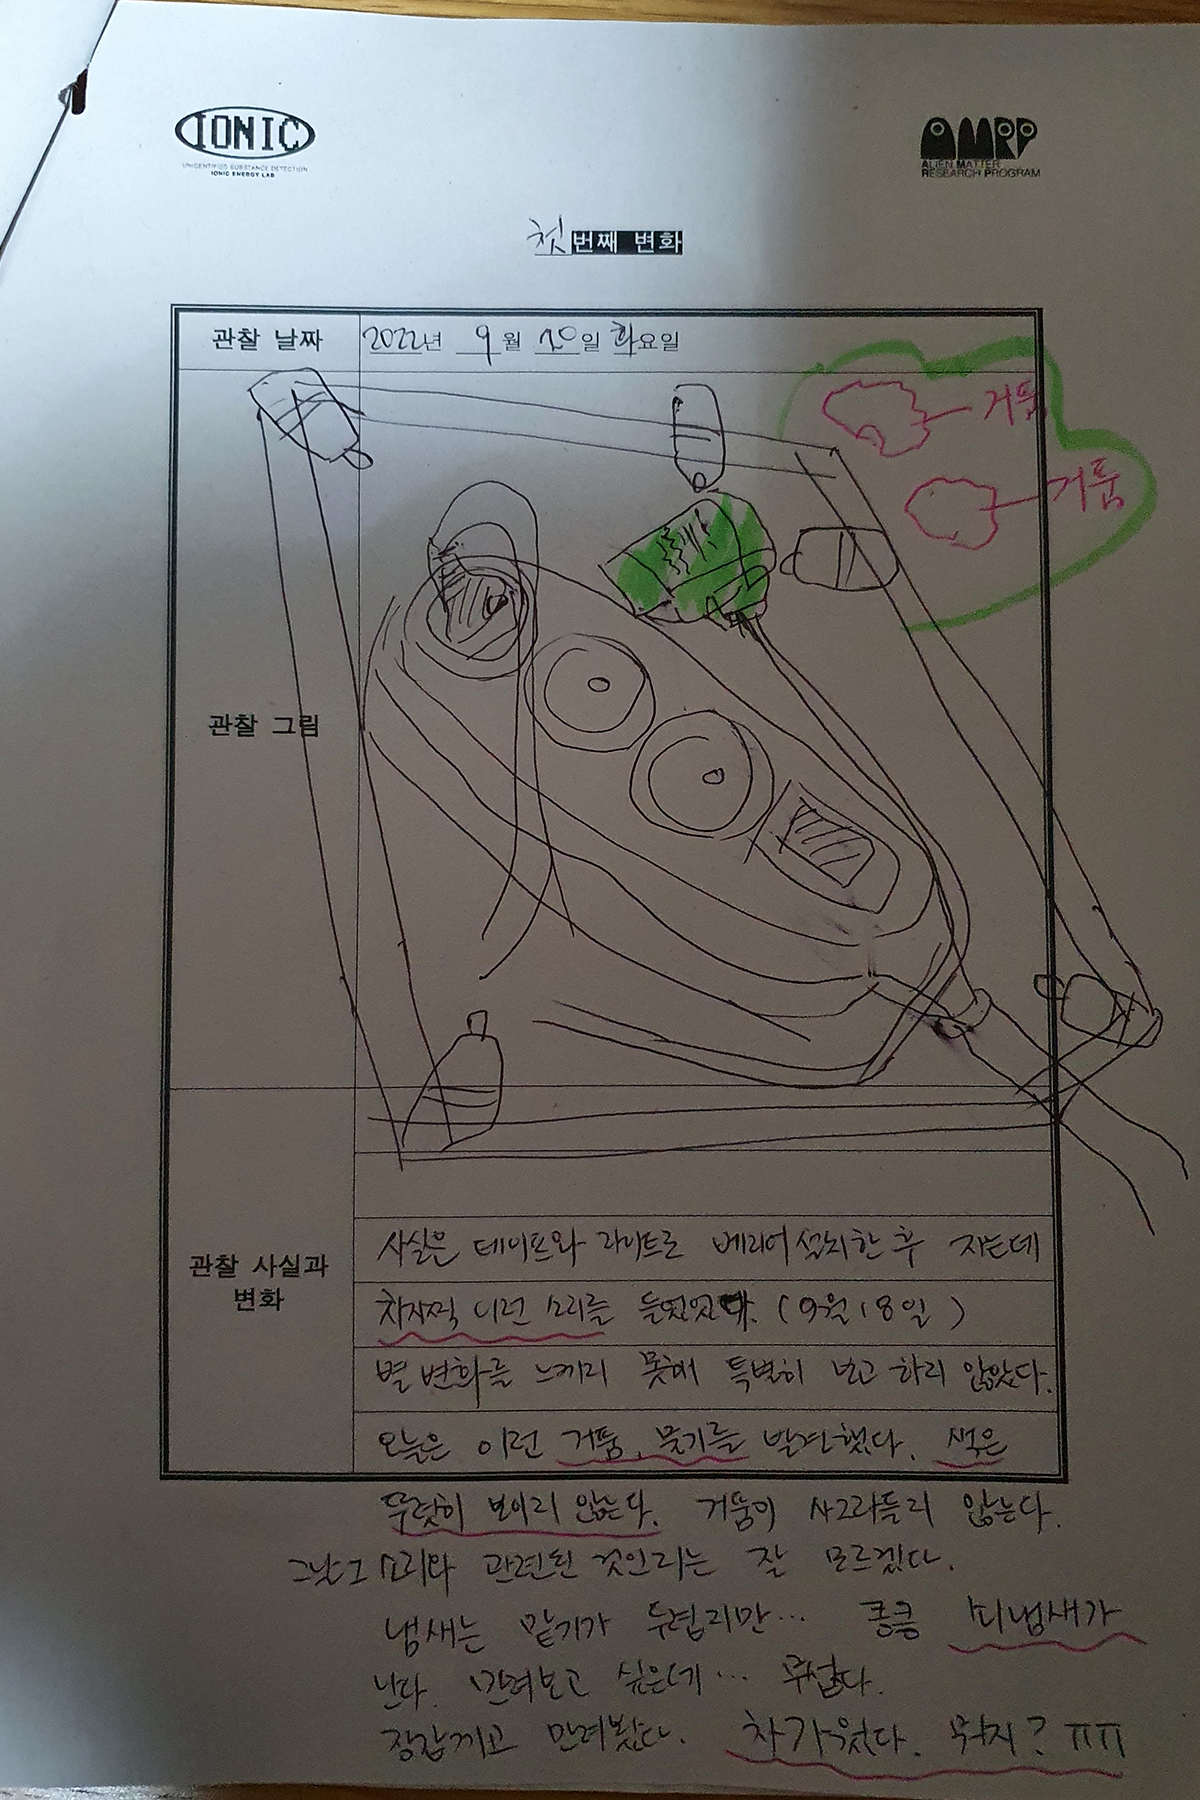 IONIC
UNIDENTIFIED SUBSTANCE DETECTION
IONIC ENERGY LAB
AMRP
ALIEN MATTER
RESEARCH PROGRAM
첫번째 변화
관찰 날짜
2022년 9월 20일 화요일
거품
거품
관찰 그림
관찰 사실과
변화
사실은 테이프와 라이트로 베리어 설치한 후 자는데
차자작 이런 소리를 들었었다. (9월 18일)
별 변화를 느끼지 못해 특별히 보고 하지 않았다.
오늘은 이런 거품, 물기를 발견했다. 색은
뚜렷히 보이지 않는다. 거품이 사그라들지 않는다.
그날 그 소리와 관련된 것인지는 잘 모르겠다.
냄새는 맡기가 두렵지만... 킁킁 피냄새가
난다. 만져보고 싶은데... 무섭다.
장갑끼고 만져봤다. 차가웠다. 뭐지? ㅠㅠ